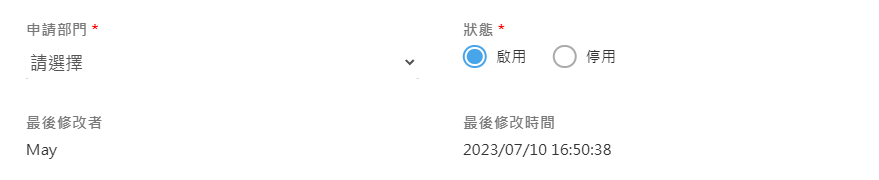 申請部門 *
狀態 *
請選擇
啟用
停用
最後修改者
最後修改時間
May
2023/07/10 16:50:38